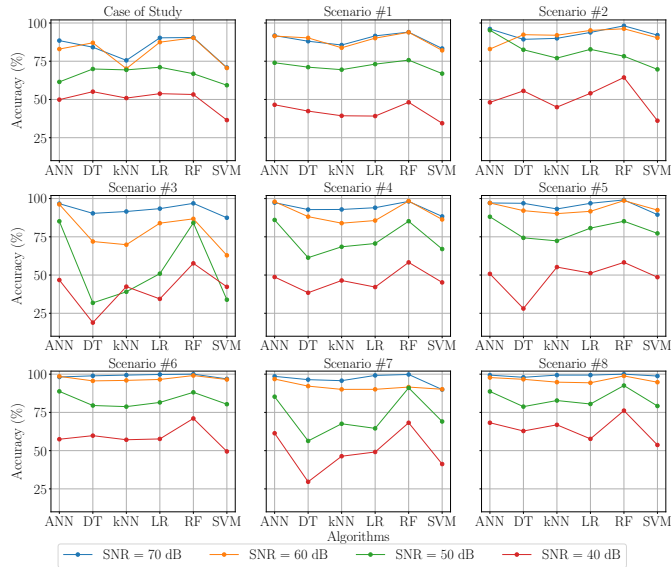 Case of Study
Scenario #1
Scenario #2
100
75
50
25
Accuracy (%)
ANN DT kNN LR RF SVM
ANN DT kNN LR RF SVM
ANN DT kNN LR RF SVM
Scenario #3
Scenario #4
Scenario #5
100
75
50
25
Accuracy (%)
ANN DT kNN LR RF SVM
ANN DT kNN LR RF SVM
ANN DT kNN LR RF SVM
Scenario #6
Scenario #7
Scenario #8
100
75
50
25
Accuracy (%)
ANN DT kNN LR RF SVM
ANN DT kNN LR RF SVM
ANN DT kNN LR RF SVM
Algorithms
SNR = 70 dB
SNR = 60 dB
SNR = 50 dB
SNR = 40 dB